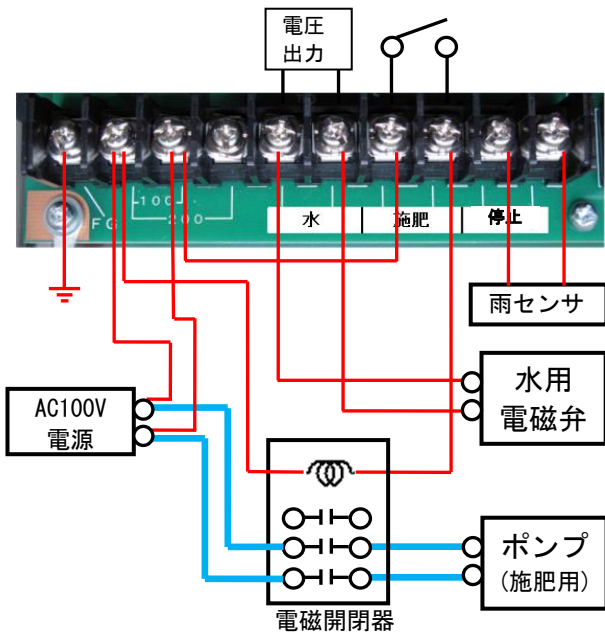 電圧
出力
FG
100
200
水
施肥
停止
雨センサ
水用
電磁弁
AC100V
電源
ポンプ
(施肥用)
電磁開閉器